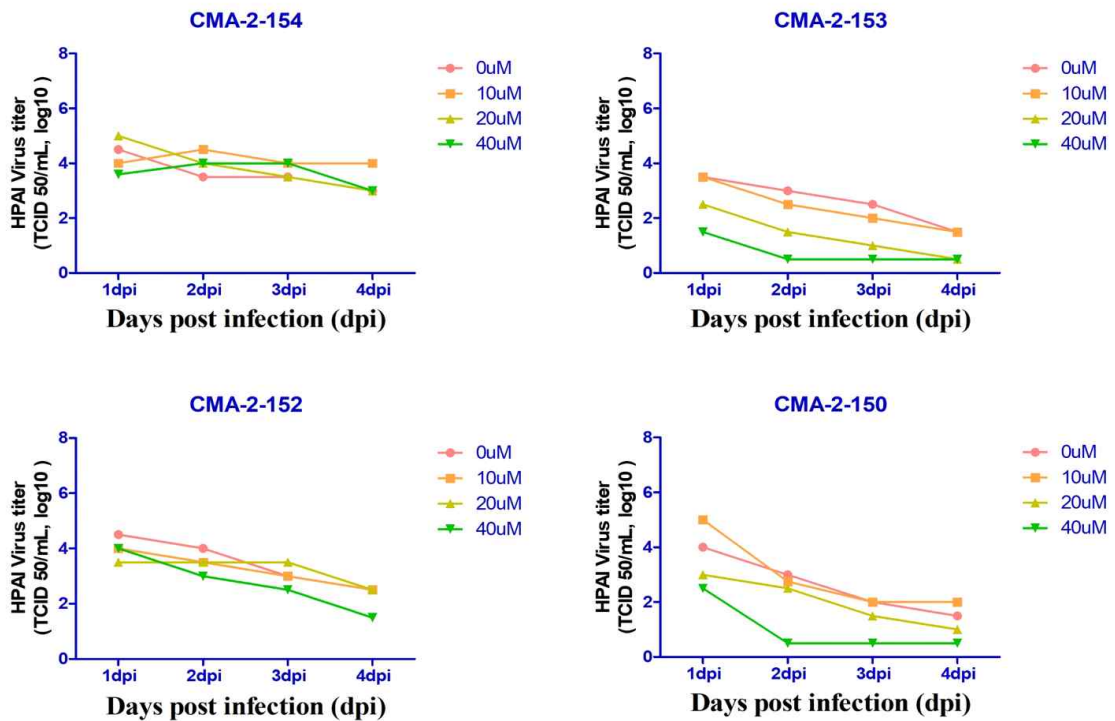 CMA-2-154
HPAI Virus titer
(TCID 50/mL, log10 )
8
6
4
2
0
1dpi 2dpi 3dpi 4dpi
Days post infection (dpi)
0uM
10uM
20uM
40uM
CMA-2-153
HPAI Virus titer
(TCID 50/mL, log10 )
8
6
4
2
0
1dpi 2dpi 3dpi 4dpi
Days post infection (dpi)
0uM
10uM
20uM
40uM
CMA-2-152
HPAI Virus titer
(TCID 50/mL, log10 )
8
6
4
2
0
1dpi 2dpi 3dpi 4dpi
Days post infection (dpi)
0uM
10uM
20uM
40uM
CMA-2-150
HPAI Virus titer
(TCID 50/mL, log10 )
8
6
4
2
0
1dpi 2dpi 3dpi 4dpi
Days post infection (dpi)
0uM
10uM
20uM
40uM